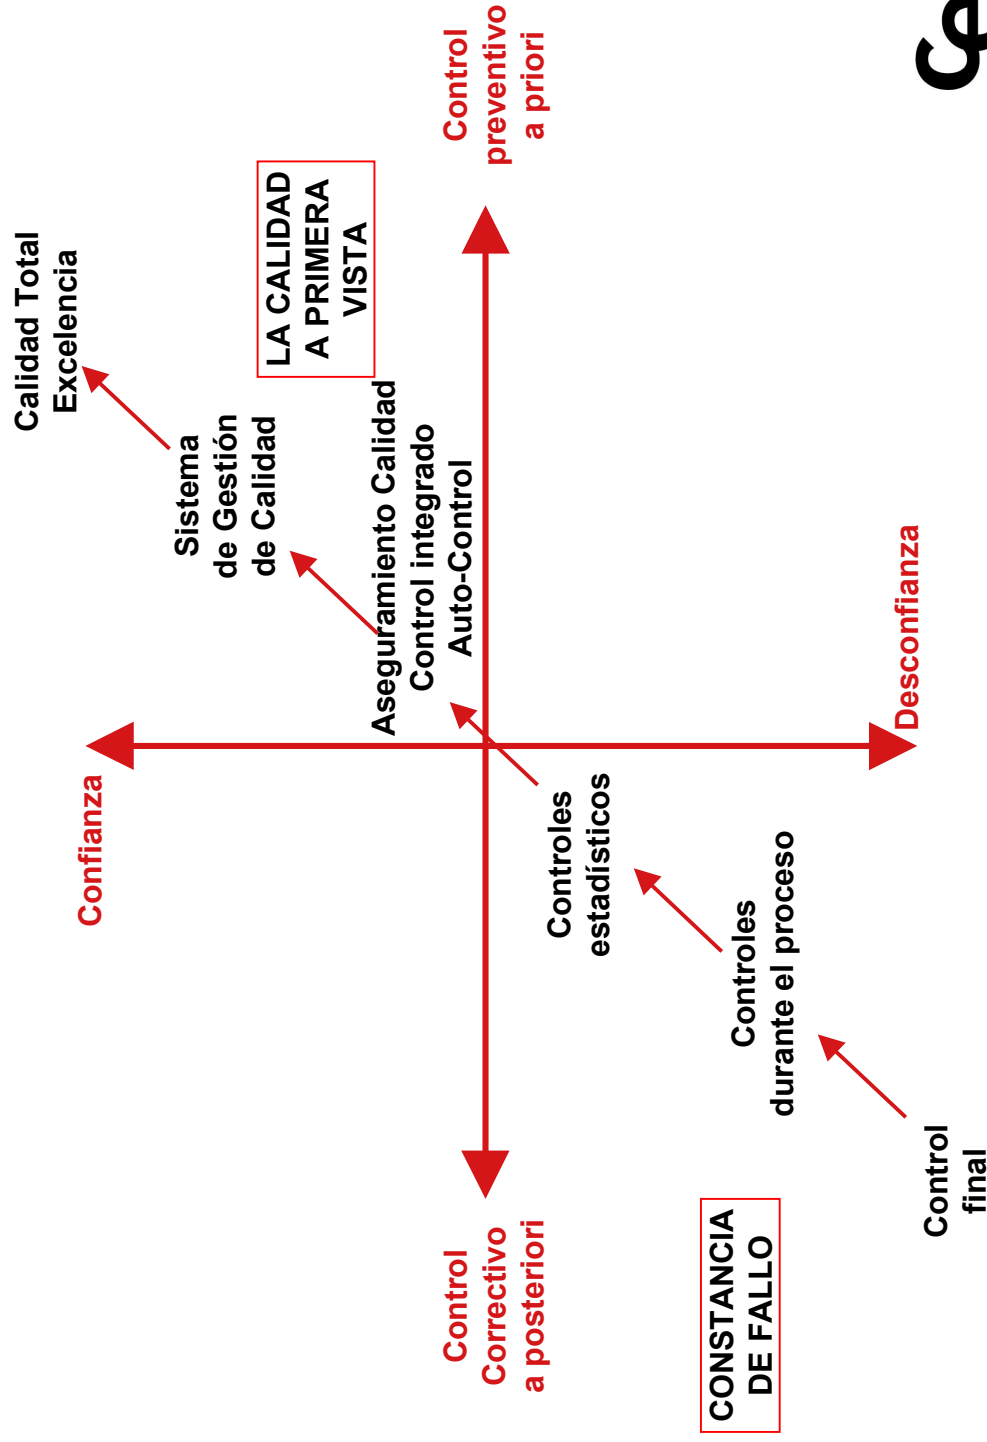 Calidad Total
Excelencia
Confianza
Sistema
de Gestión
de Calidad
LA CALIDAD
A PRIMERA
VISTA
Aseguramiento Calidad
Control integrado
Auto-Control
Control
Correctivo
a posteriori
Control
preventivo
a priori
Controles
estadísticos
CONSTANCIA
DE FALLO
Controles
durante el proceso
Desconfianza
Control
final